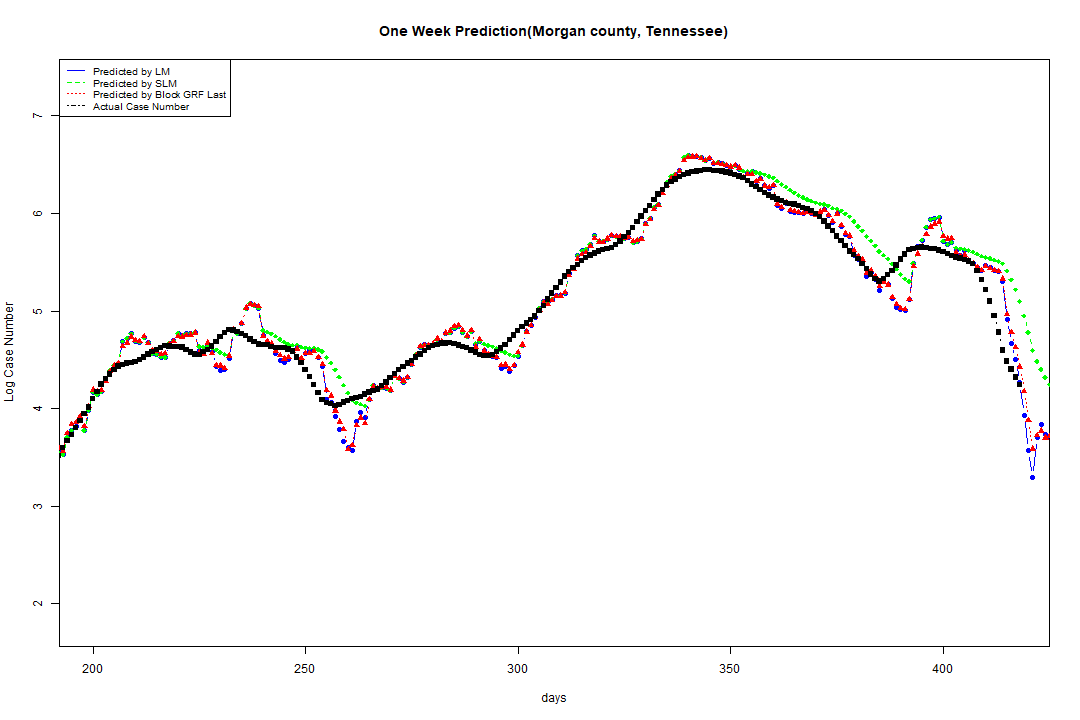 One Week Prediction(Morgan county, Tennessee)
Predicted by LM
Predicted by SLM
Predicted by Block GRF Last
Actual Case Number
7
6
5
4
3
2
Log Case Number
200 250 300 350 400
days